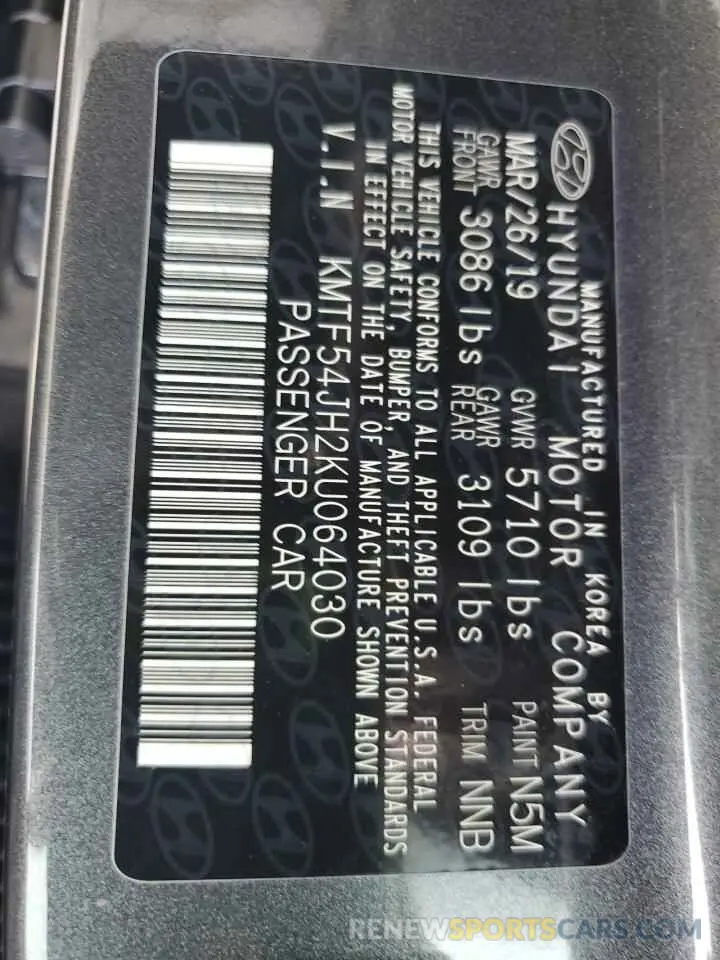 MANUFACTURED IN KOREA BY
HYUNDAI MOTOR COMPANY
MAR/26/19 GVWR 5710 lbs PAINT N5M
GAWR FRONT 3086 lbs GAWR REAR 3109 lbs TRIM NNB
THIS VEHICLE CONFORMS TO ALL APPLICABLE U.S.A. FEDERAL
MOTOR VEHICLE SAFETY, BUMPER, AND THEFT PREVENTION STANDARDS
IN EFFECT ON THE DATE OF MANUFACTURE SHOWN ABOVE
V.I.N KMTF54JH2KU064030
PASSENGER CAR
RENEWSPORTSCARS.COM